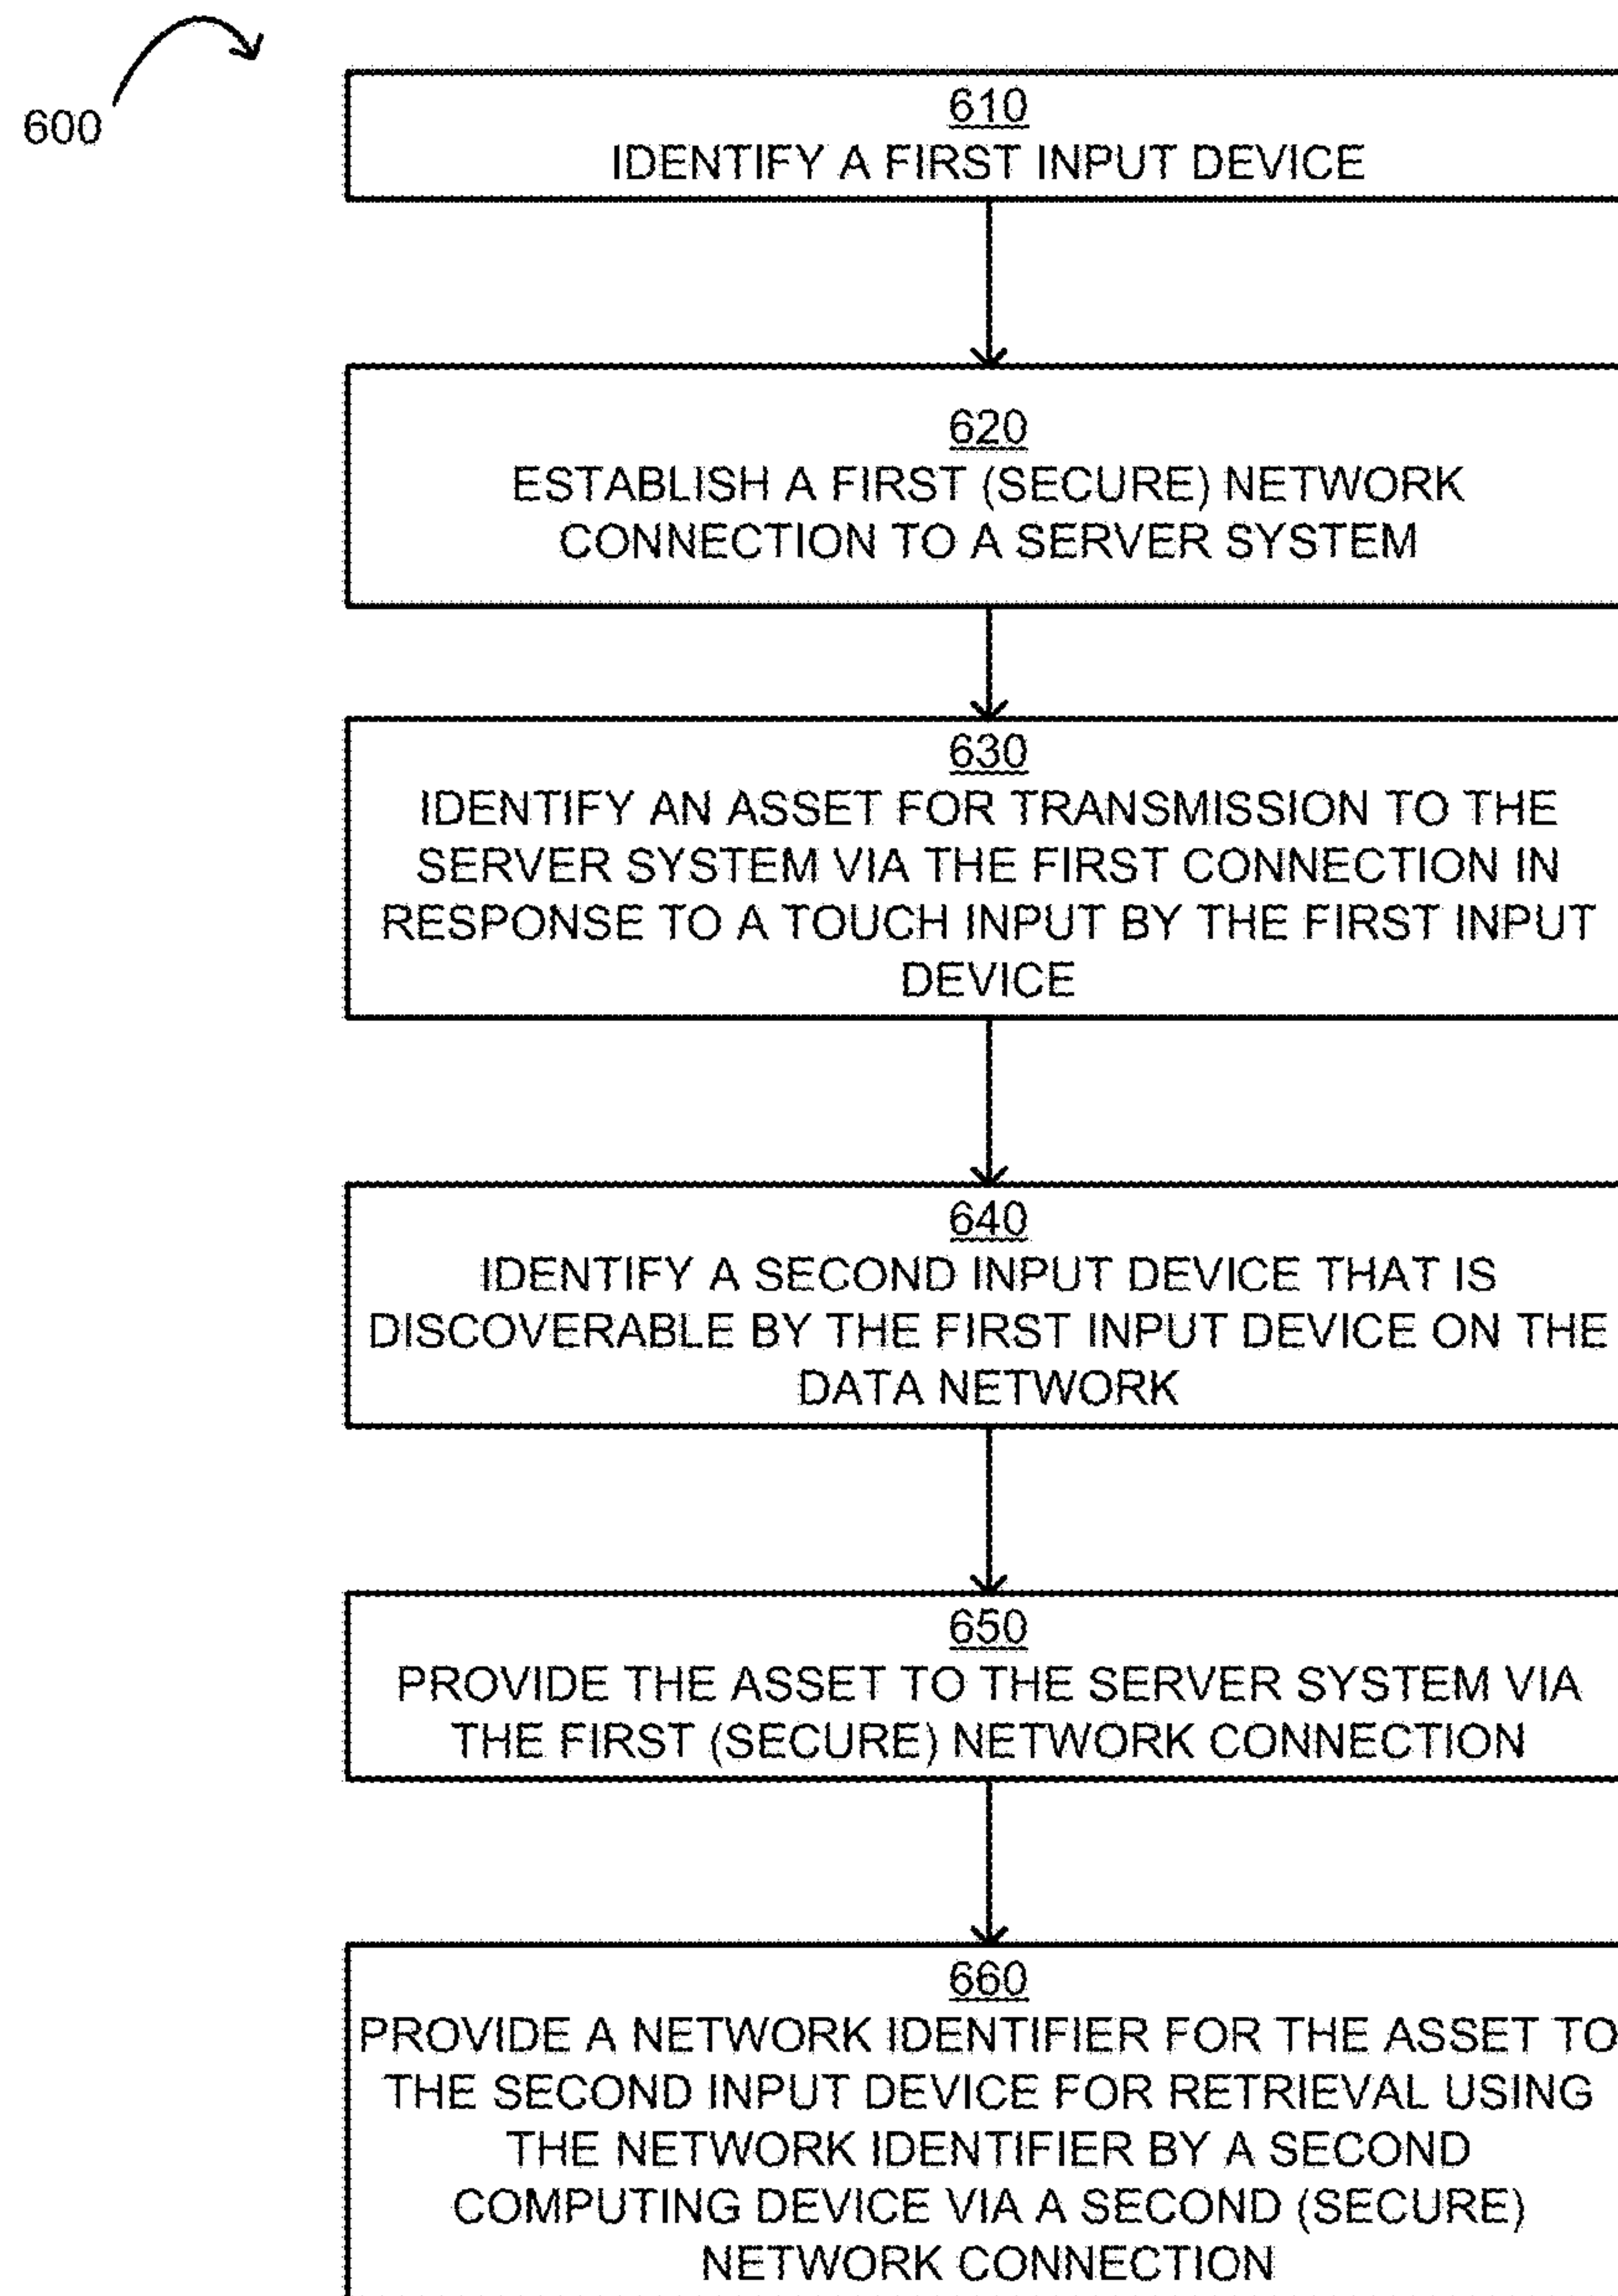 600
610
IDENTIFY A FIRST INPUT DEVICE
620
ESTABLISH A FIRST (SECURE) NETWORK
CONNECTION TO A SERVER SYSTEM
630
IDENTIFY AN ASSET FOR TRANSMISSION TO THE
SERVER SYSTEM VIA THE FIRST CONNECTION IN
RESPONSE TO A TOUCH INPUT BY THE FIRST INPUT
DEVICE
640
IDENTIFY A SECOND INPUT DEVICE THAT IS
DISCOVERABLE BY THE FIRST INPUT DEVICE ON THE
DATA NETWORK
650
PROVIDE THE ASSET TO THE SERVER SYSTEM VIA
THE FIRST (SECURE) NETWORK CONNECTION
660
PROVIDE A NETWORK IDENTIFIER FOR THE ASSET TO
THE SECOND INPUT DEVICE FOR RETRIEVAL USING
THE NETWORK IDENTIFIER BY A SECOND
COMPUTING DEVICE VIA A SECOND (SECURE)
NETWORK CONNECTION